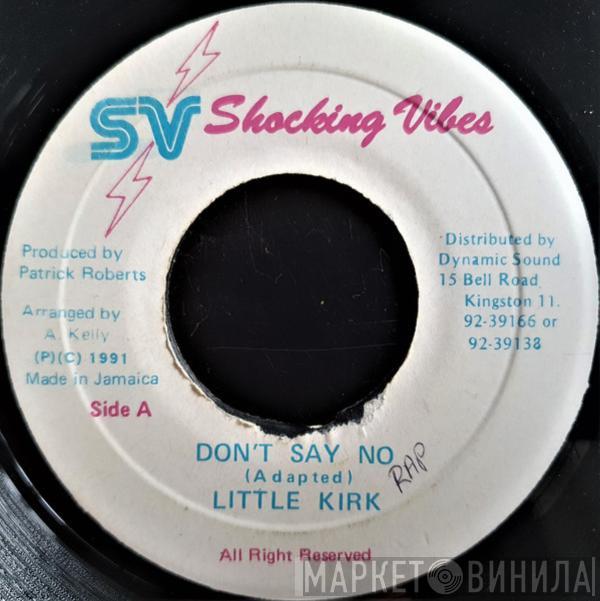 SV Shocking Vibes
Produced by
Patrick Roberts
Arranged by
A. Kelly
(P)(C) 1991
Made in Jamaica
Side A
Distributed by
Dynamic Sound
15 Bell Road
Kingston 11.
92-39166 or
92-39138
DON'T SAY NO
(Adapted)
LITTLE KIRK
RAP
All Right Reserved
МАРКЕТ ВИНИЛА